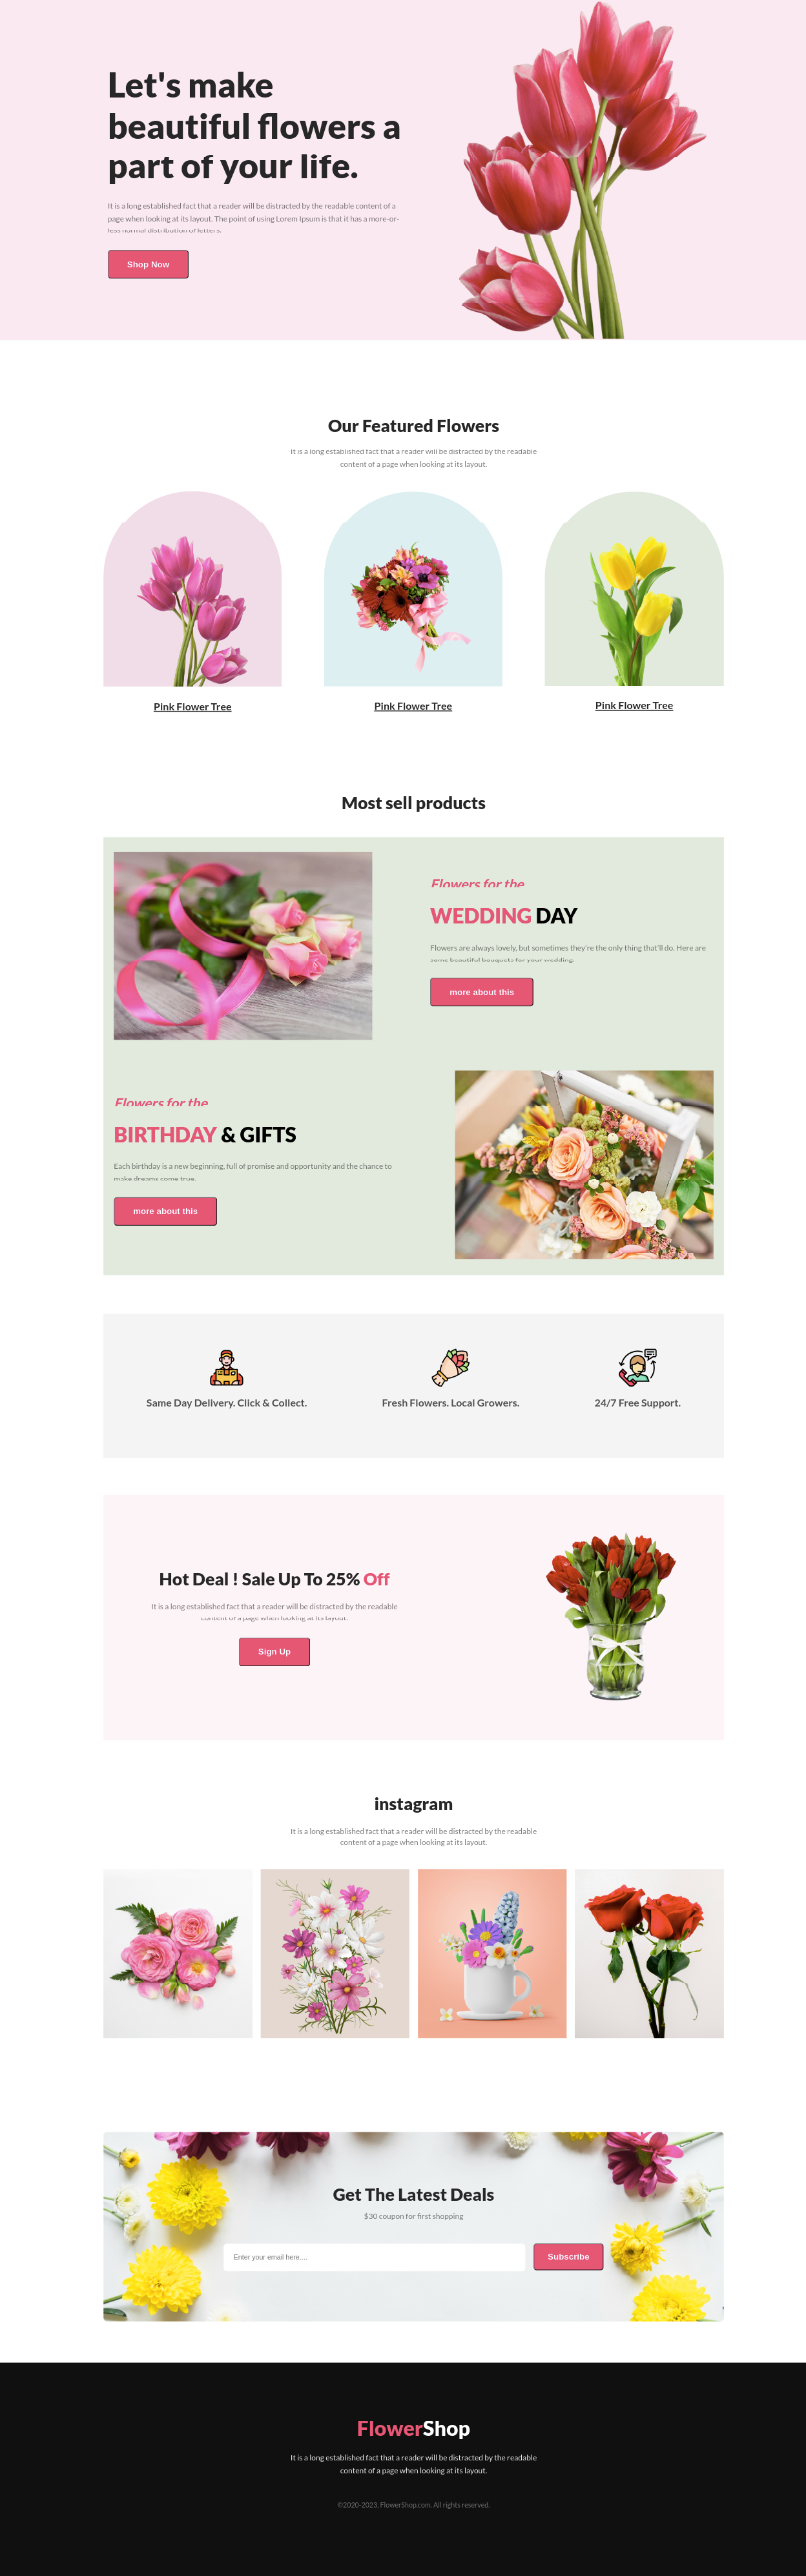 Let's make
beautiful flowers a
part of your life.
It is a long established fact that a reader will be distracted by the readable content of a
page when looking at its layout. The point of using Lorem Ipsum is that it has a more-or-
less normal distribution of letters.
Shop Now
Our Featured Flowers
It is a long established fact that a reader will be distracted by the readable
content of a page when looking at its layout.
Pink Flower Tree
Pink Flower Tree
Pink Flower Tree
Most sell products
Flowers for the
WEDDING DAY
Flowers are always lovely, but sometimes they're the only thing that'll do. Here are
some beautiful bouquets for your wedding.
more about this
Flowers for the
BIRTHDAY & GIFTS
Each birthday is a new beginning, full of promise and opportunity and the chance to
make dreams come true.
more about this
Same Day Delivery. Click & Collect.
Fresh Flowers. Local Growers.
24/7 Free Support.
Hot Deal ! Sale Up To 25% Off
It is a long established fact that a reader will be distracted by the readable
content of a page when looking at its layout.
Sign Up
instagram
It is a long established fact that a reader will be distracted by the readable
content of a page when looking at its layout.
Get The Latest Deals
$30 coupon for first shopping
Enter your email here....
Subscribe
FlowerShop
It is a long established fact that a reader will be distracted by the readable
content of a page when looking at its layout.
©2020-2023, FlowerShop.com. All rights reserved.